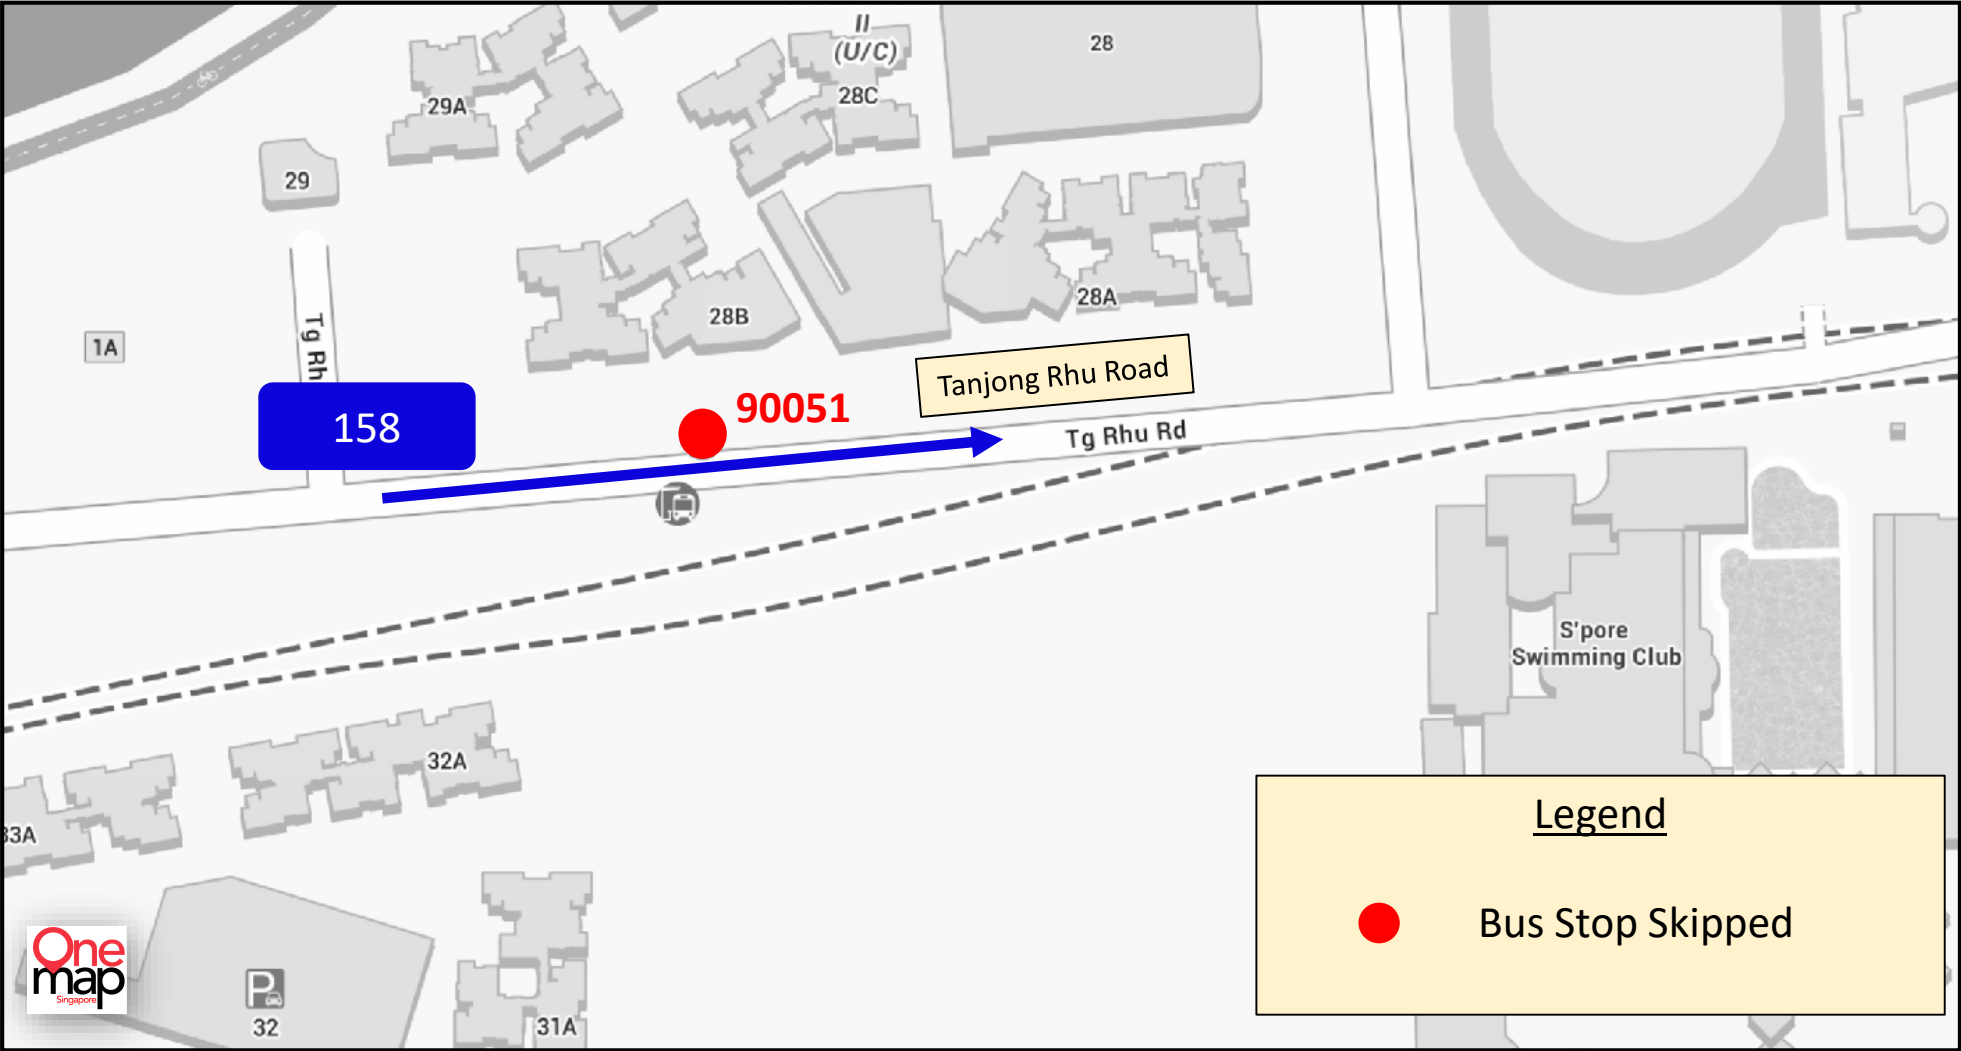 II
(U/C)
28
29A
28C
29
28A
28B
Tg Rh
1A
Tanjong Rhu Road
158
90051
Tg Rhu Rd
S'pore
Swimming Club
32A
33A
Legend
Bus Stop Skipped
One
map
Singapore
P
32
31A